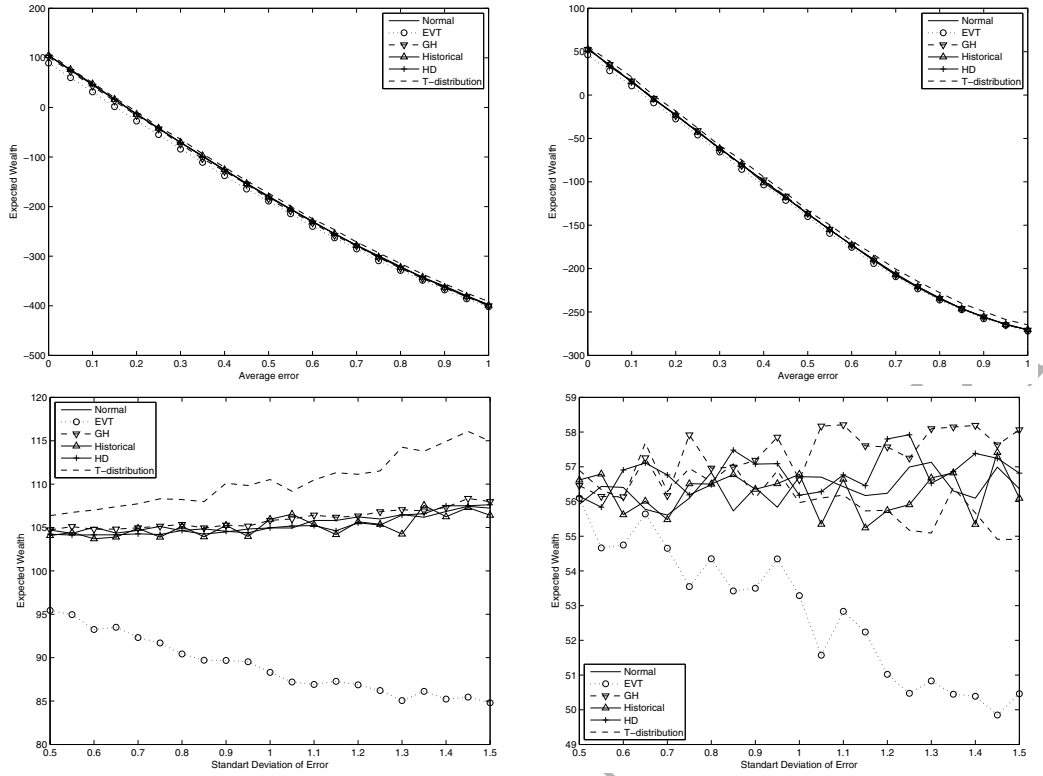 200
100
0
−100
−200
−300
−400
−500
Expected Wealth
0 0.1 0.2 0.3 0.4 0.5 0.6 0.7 0.8 0.9 1
Average error
Normal
EVT
GH
Historical
HD
T−distribution
100
50
0
−50
−100
−150
−200
−250
−300
Expected Wealth
0 0.1 0.2 0.3 0.4 0.5 0.6 0.7 0.8 0.9 1
Average error
Normal
EVT
GH
Historical
HD
T−distribution
120
115
110
105
100
95
90
85
80
Expected Wealth
0.5 0.6 0.7 0.8 0.9 1 1.1 1.2 1.3 1.4 1.5
Standart Deviation of Error
Normal
EVT
GH
Historical
HD
T−distribution
59
58
57
56
55
54
53
52
51
50
49
Expected Wealth
0.5 0.6 0.7 0.8 0.9 1 1.1 1.2 1.3 1.4 1.5
Standart Deviation of Error
Normal
EVT
GH
Historical
HD
T−distribution